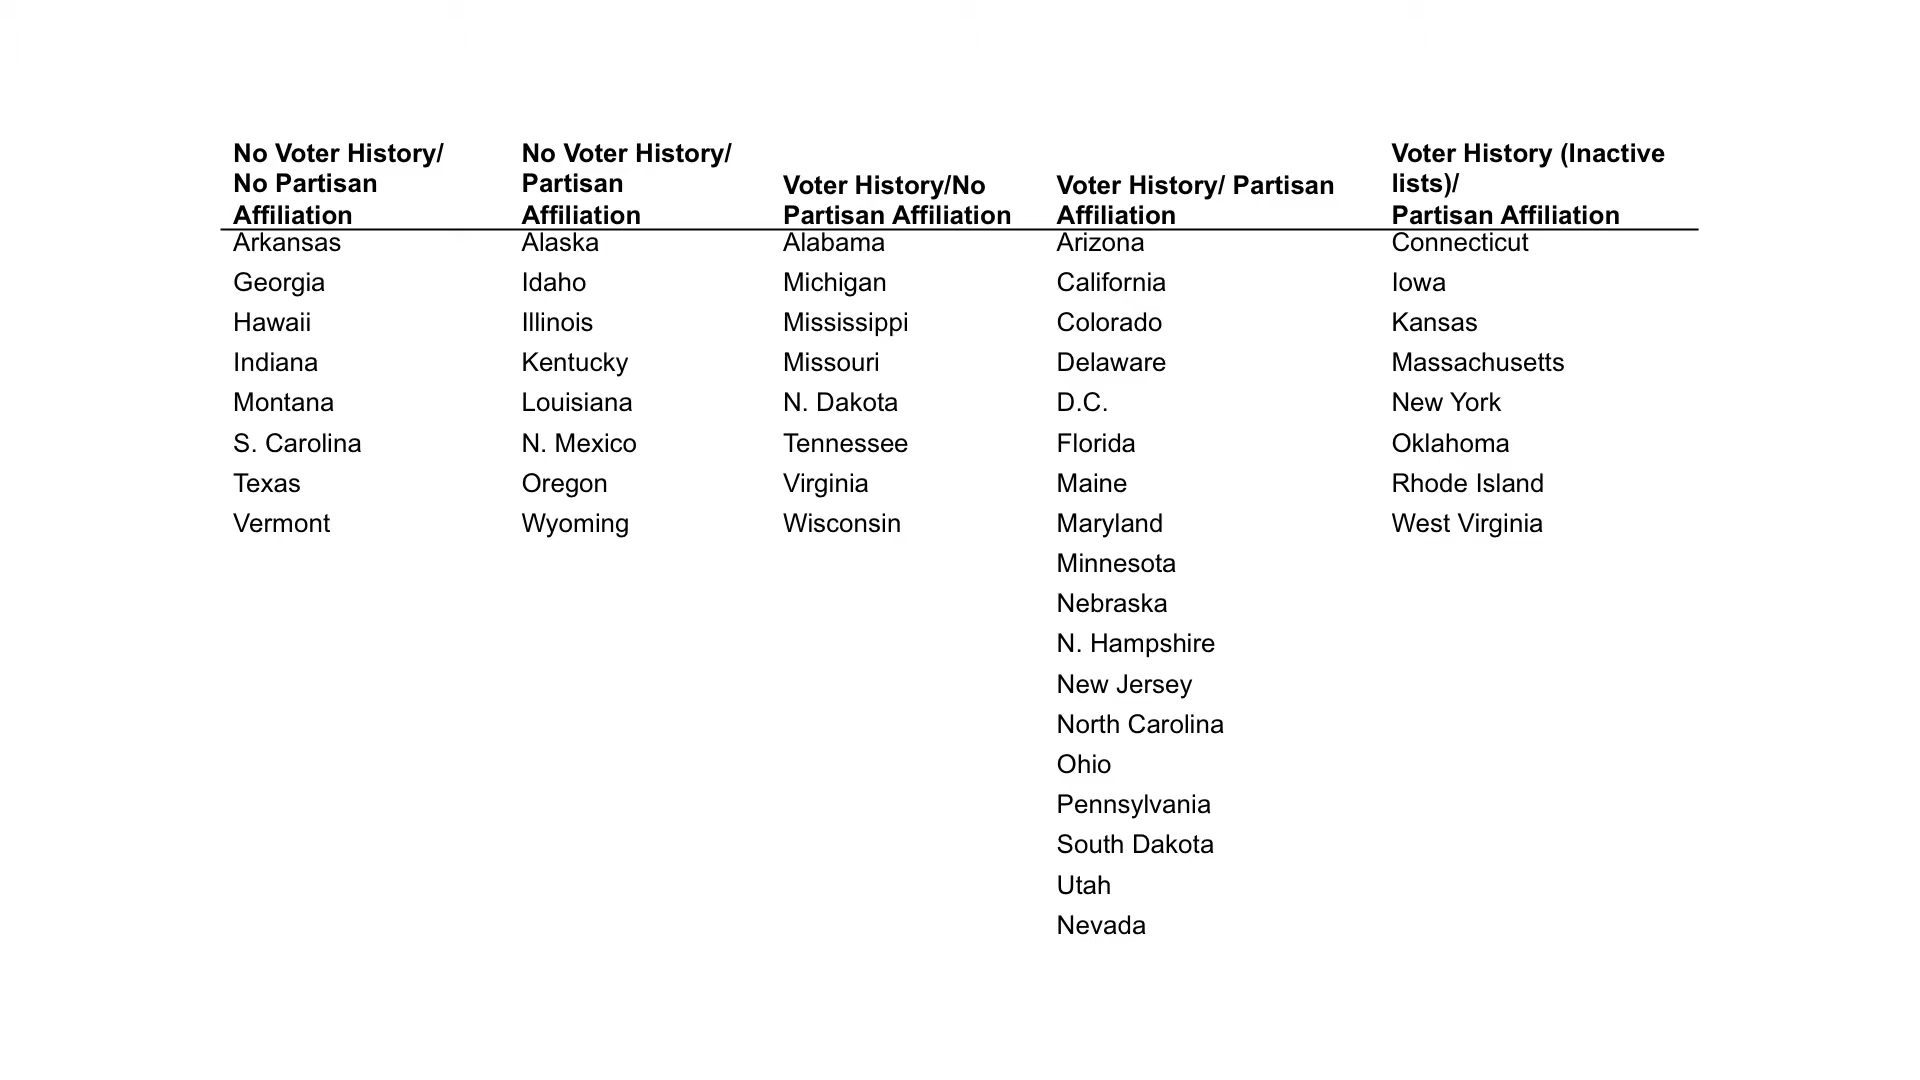 No Voter History/
No Partisan
Affiliation
No Voter History/
Partisan
Affiliation
Voter History/No
Partisan Affiliation
Voter History/ Partisan
Affiliation
Voter History (Inactive
lists)/
Partisan Affiliation
Arkansas Alaska Alabama Arizona Connecticut
Georgia Idaho Michigan California Iowa
Hawaii Illinois Mississippi Colorado Kansas
Indiana Kentucky Missouri Delaware Massachusetts
Montana Louisiana N. Dakota D.C. New York
S. Carolina N. Mexico Tennessee Florida Oklahoma
Texas Oregon Virginia Maine Rhode Island
Vermont Wyoming Wisconsin Maryland West Virginia
Minnesota
Nebraska
N. Hampshire
New Jersey
North Carolina
Ohio
Pennsylvania
South Dakota
Utah
Nevada